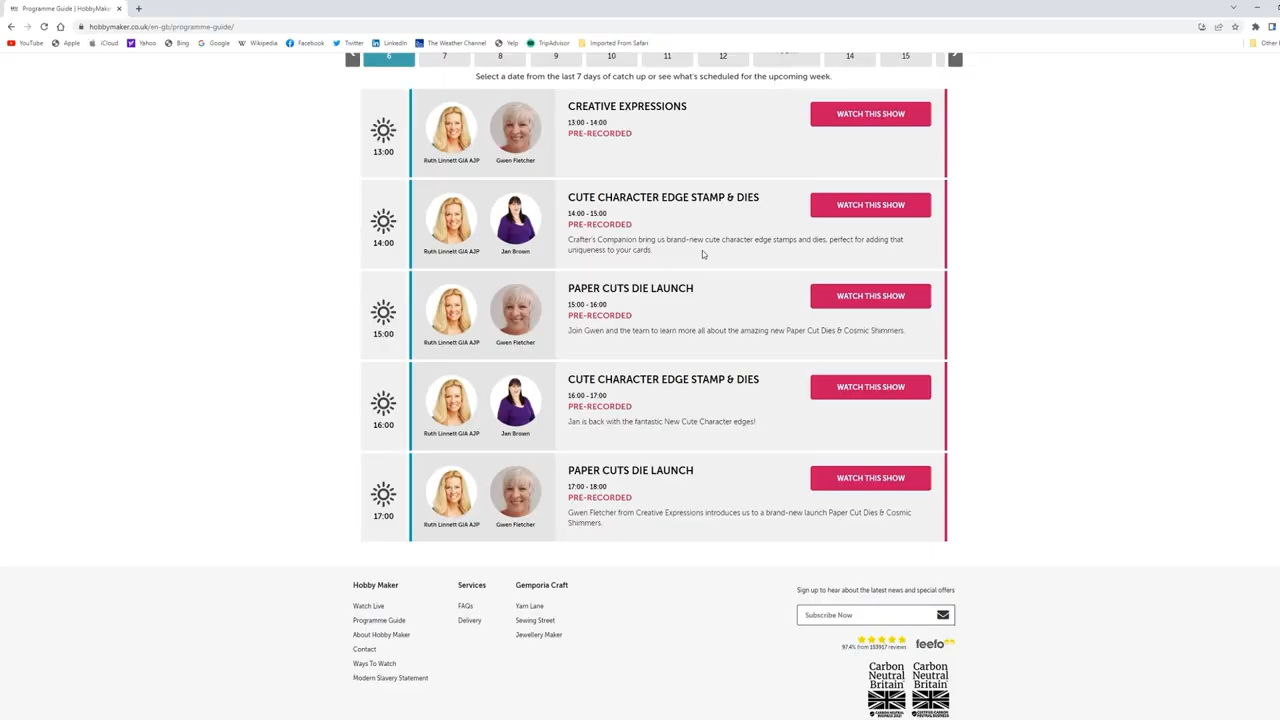 Programme Guide | HobbyMake
hobbymaker.co.uk/en-gb/programme-guide/
YouTube Apple iCloud Yahoo Bing Google Wikipedia Facebook Twitter LinkedIn The Weather Channel Yelp TripAdvisor Imported From Safari Other
6 7 8 9 10 11 12 14 15
Select a date from the last 7 days of catch up or see what's scheduled for the upcoming week.
13:00
Ruth Linnett GIA AJP
Gwen Fletcher
CREATIVE EXPRESSIONS
13:00 - 14:00
PRE-RECORDED
WATCH THIS SHOW
14:00
Ruth Linnett GIA AJP
Jan Brown
CUTE CHARACTER EDGE STAMP & DIES
14:00 - 15:00
PRE-RECORDED
Crafter's Companion bring us brand-new cute character edge stamps and dies, perfect for adding that
uniqueness to your cards.
WATCH THIS SHOW
15:00
Ruth Linnett GIA AJP
Gwen Fletcher
PAPER CUTS DIE LAUNCH
15:00 - 16:00
PRE-RECORDED
Join Gwen and the team to learn more all about the amazing new Paper Cut Dies & Cosmic Shimmers.
WATCH THIS SHOW
16:00
Ruth Linnett GIA AJP
Jan Brown
CUTE CHARACTER EDGE STAMP & DIES
16:00 - 17:00
PRE-RECORDED
Jan is back with the fantastic New Cute Character edges!
WATCH THIS SHOW
17:00
Ruth Linnett GIA AJP
Gwen Fletcher
PAPER CUTS DIE LAUNCH
17:00 - 18:00
PRE-RECORDED
Gwen Fletcher from Creative Expressions introduces us to a brand-new launch Paper Cut Dies & Cosmic
Shimmers.
WATCH THIS SHOW
Hobby Maker
Watch Live
Programme Guide
About Hobby Maker
Contact
Ways To Watch
Modern Slavery Statement
Services
FAQs
Delivery
Gemporia Craft
Yarn Lane
Sewing Street
Jewellery Maker
Sign up to hear about the latest news and special offers
Subscribe Now
97.4% from 153917 reviews
feefo
Carbon
Neutral
Britain
Carbon
Neutral
Britain